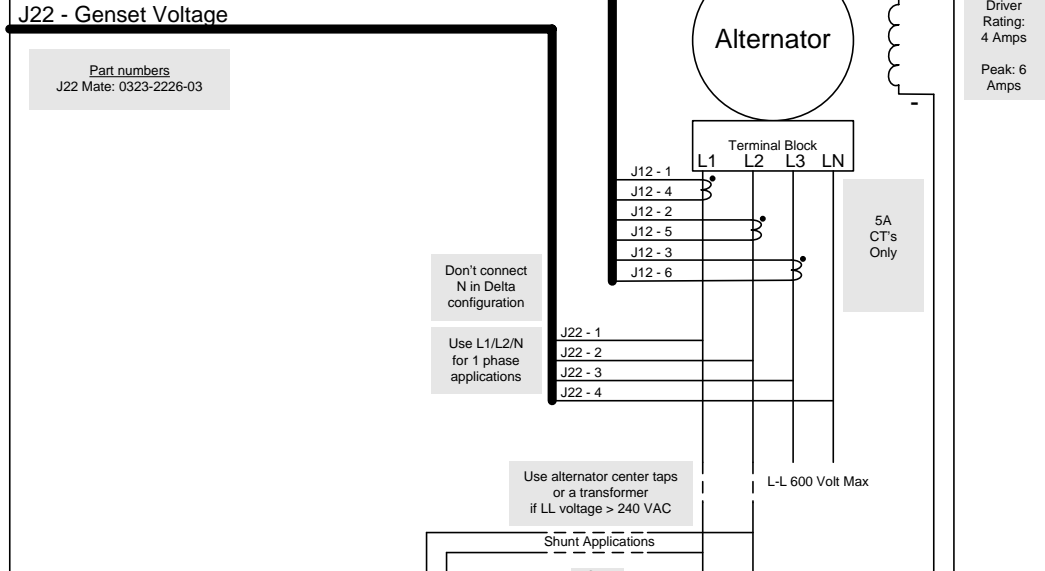 J22 - Genset Voltage
Part numbers
J22 Mate: 0323-2226-03
Alternator
Driver
Rating:
4 Amps
Peak: 6
Amps
-
Terminal Block
L1 L2 L3 LN
J12 - 1
J12 - 4
J12 - 2
J12 - 5
J12 - 3
J12 - 6
5A
CT's
Only
Don't connect
N in Delta
configuration
Use L1/L2/N
for 1 phase
applications
J22 - 1
J22 - 2
J22 - 3
J22 - 4
Use alternator center taps
or a transformer
if LL voltage > 240 VAC
L-L 600 Volt Max
Shunt Applications